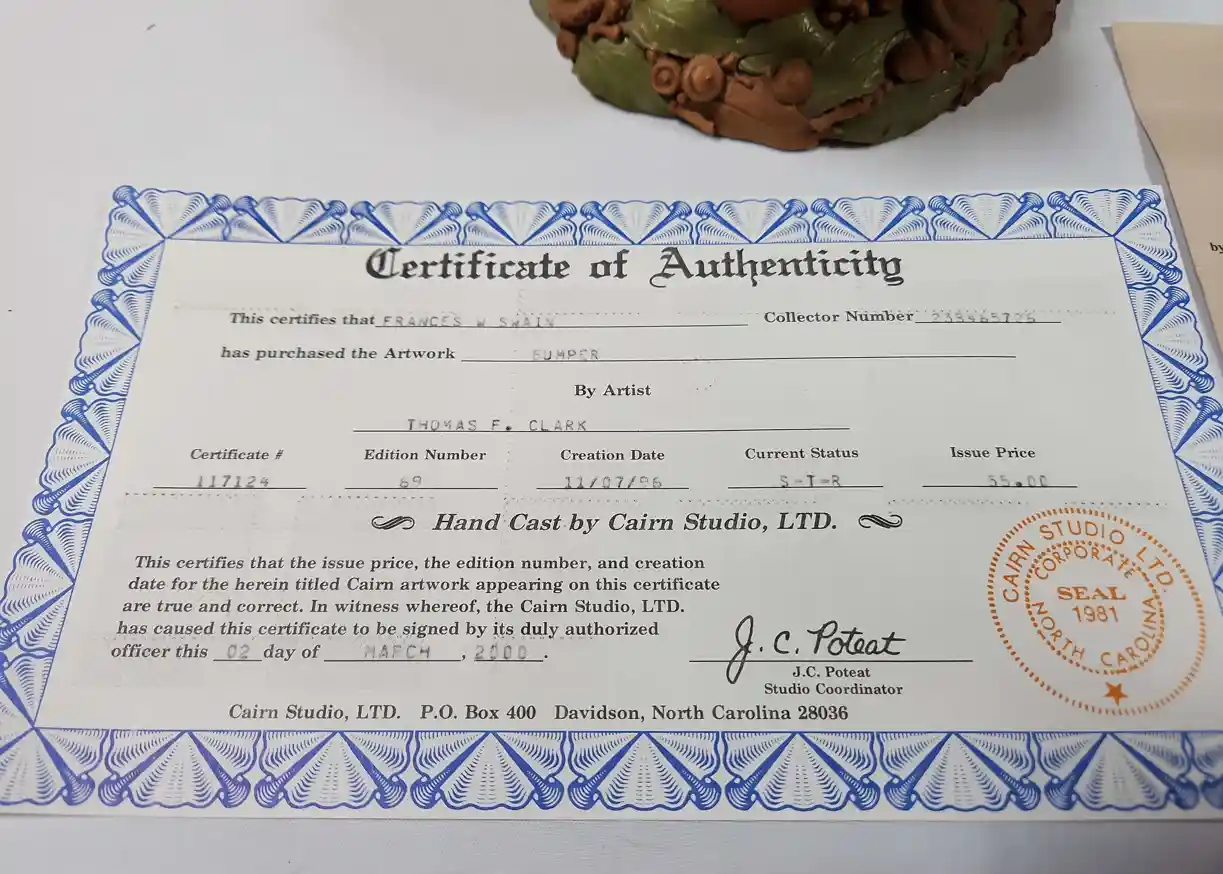 Certificate of Authenticity
This certifies that FRANCES W SWAIN Collector Number
has purchased the Artwork
By Artist
THOMAS F. CLARK
Certificate # Edition Number Creation Date Current Status Issue Price
117124 69 11/07/96 S-T-R 55.00
Hand Cast by Cairn Studio, LTD.
This certifies that the issue price, the edition number, and creation
date for the herein titled Cairn artwork appearing on this certificate
are true and correct. In witness whereof, the Cairn Studio, LTD.
has caused this certificate to be signed by its duly authorized
officer this 02 day of MARCH, 2000.
J.C. Poteat
J.C. Poteat
Studio Coordinator
Cairn Studio, LTD. P.O. Box 400 Davidson, North Carolina 28036
CAIRN STUDIO LTD.
CORPORATE
SEAL
1981
NORTH CAROLINA
by